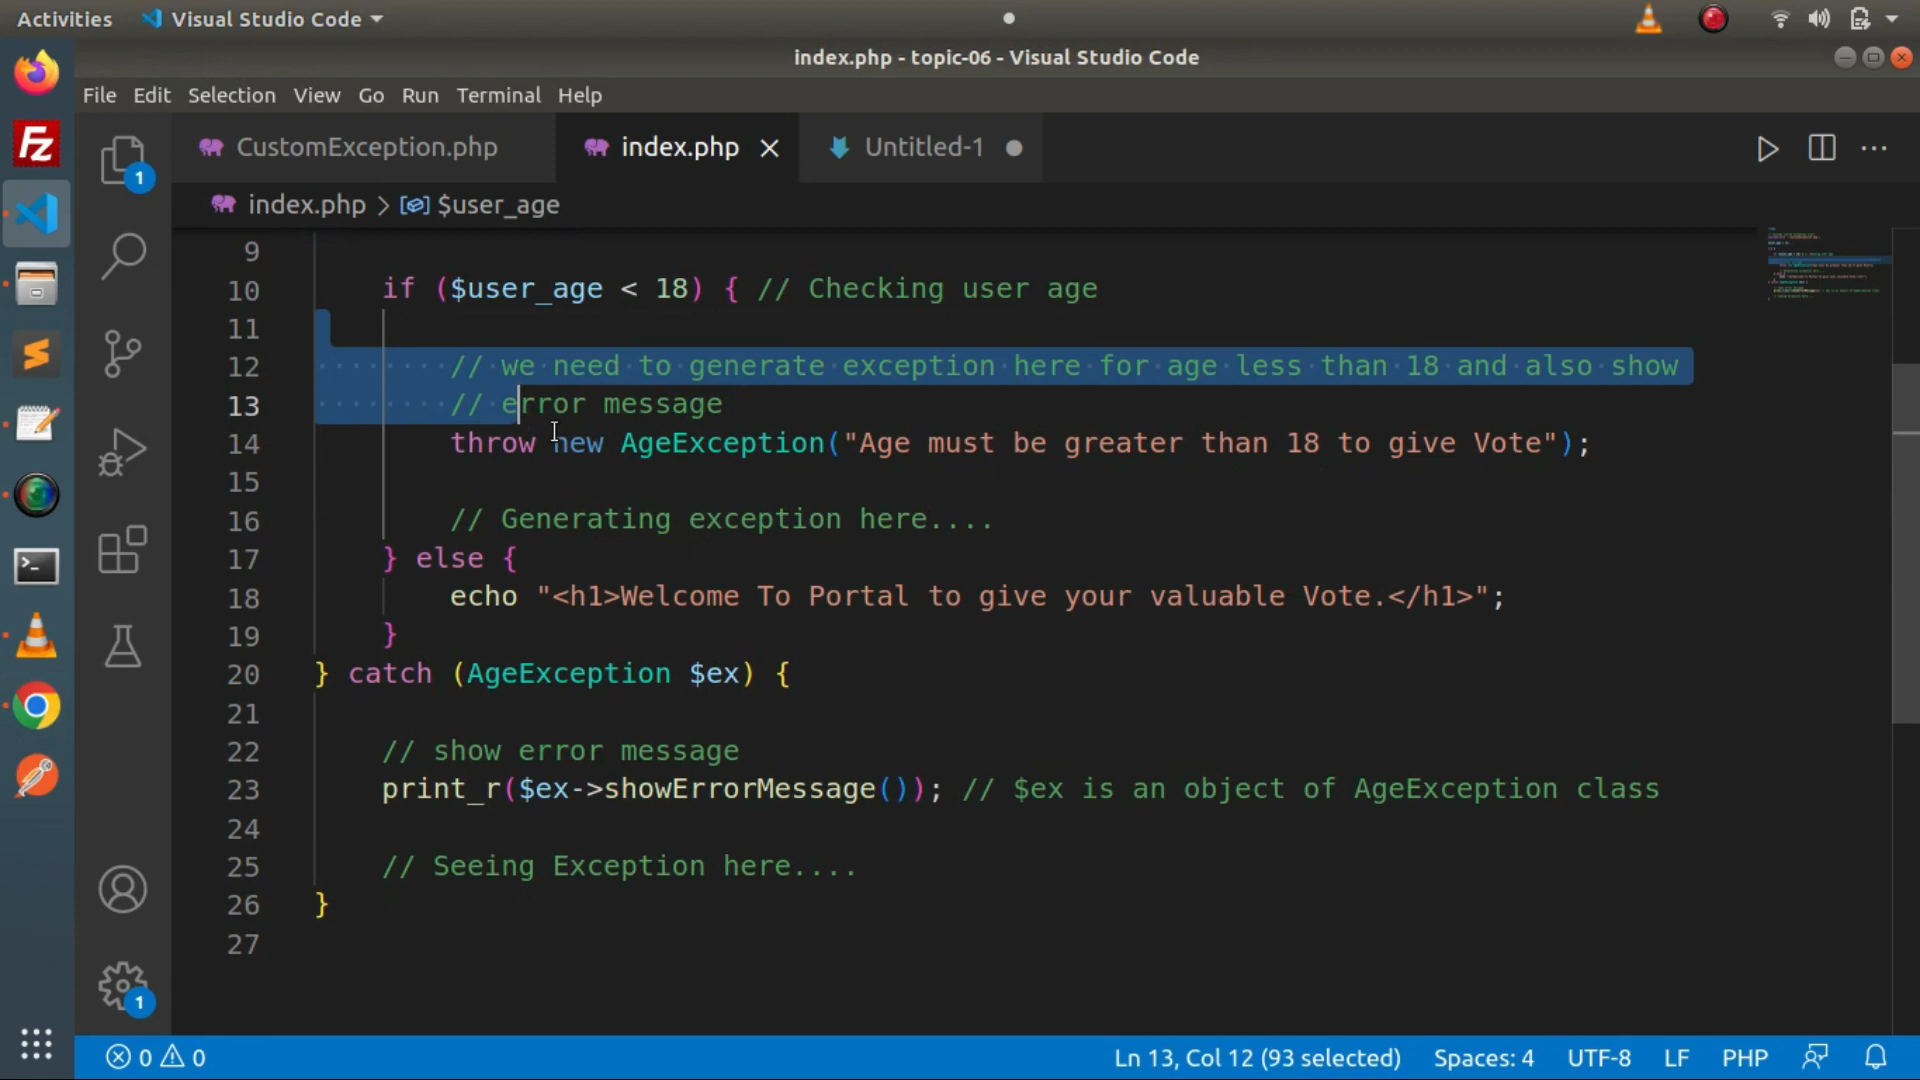 Activities Visual Studio Code
index.php - topic-06 - Visual Studio Code
File Edit Selection View Go Run Terminal Help
1 CustomException.php index.php Untitled-1
index.php > $user_age
9
10 if ($user_age < 18) { // Checking user age
11
12 // we need to generate exception here for age less than 18 and also show
13 // error message
14 throw new AgeException("Age must be greater than 18 to give Vote");
15
16 // Generating exception here....
17 } else {
18 echo "<h1>Welcome To Portal to give your valuable Vote.</h1>";
19 }
20 } catch (AgeException $ex) {
21
22 // show error message
23 print_r($ex->showErrorMessage()); // $ex is an object of AgeException class
24
25 // Seeing Exception here....
26 }
27
1
0 0 Ln 13, Col 12 (93 selected) Spaces: 4 UTF-8 LF PHP
Fz